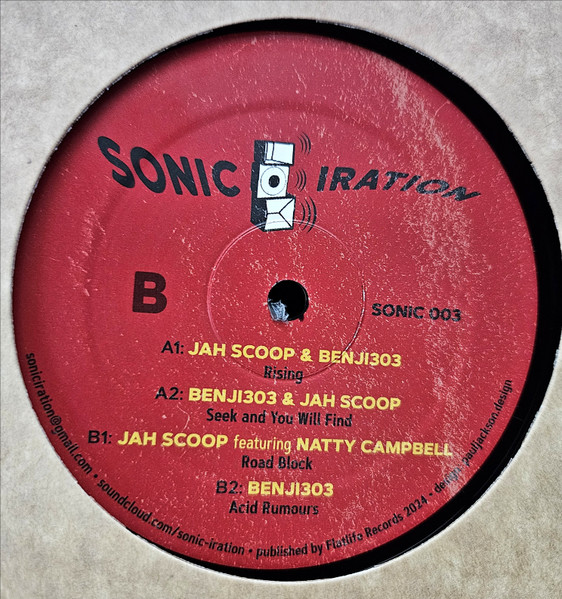 SONIC IRATION
B
SONIC 003
A1: JAH SCOOP & BENJI303
Rising
A2: BENJI303 & JAH SCOOP
Seek and You Will Find
B1: JAH SCOOP featuring NATTY CAMPBELL
Road Block
B2: BENJI303
Acid Rumours
soniciration@gmail.com • soundcloud.com/sonic-iration • published by Flatlife Records 2024 - design pauljackson.design